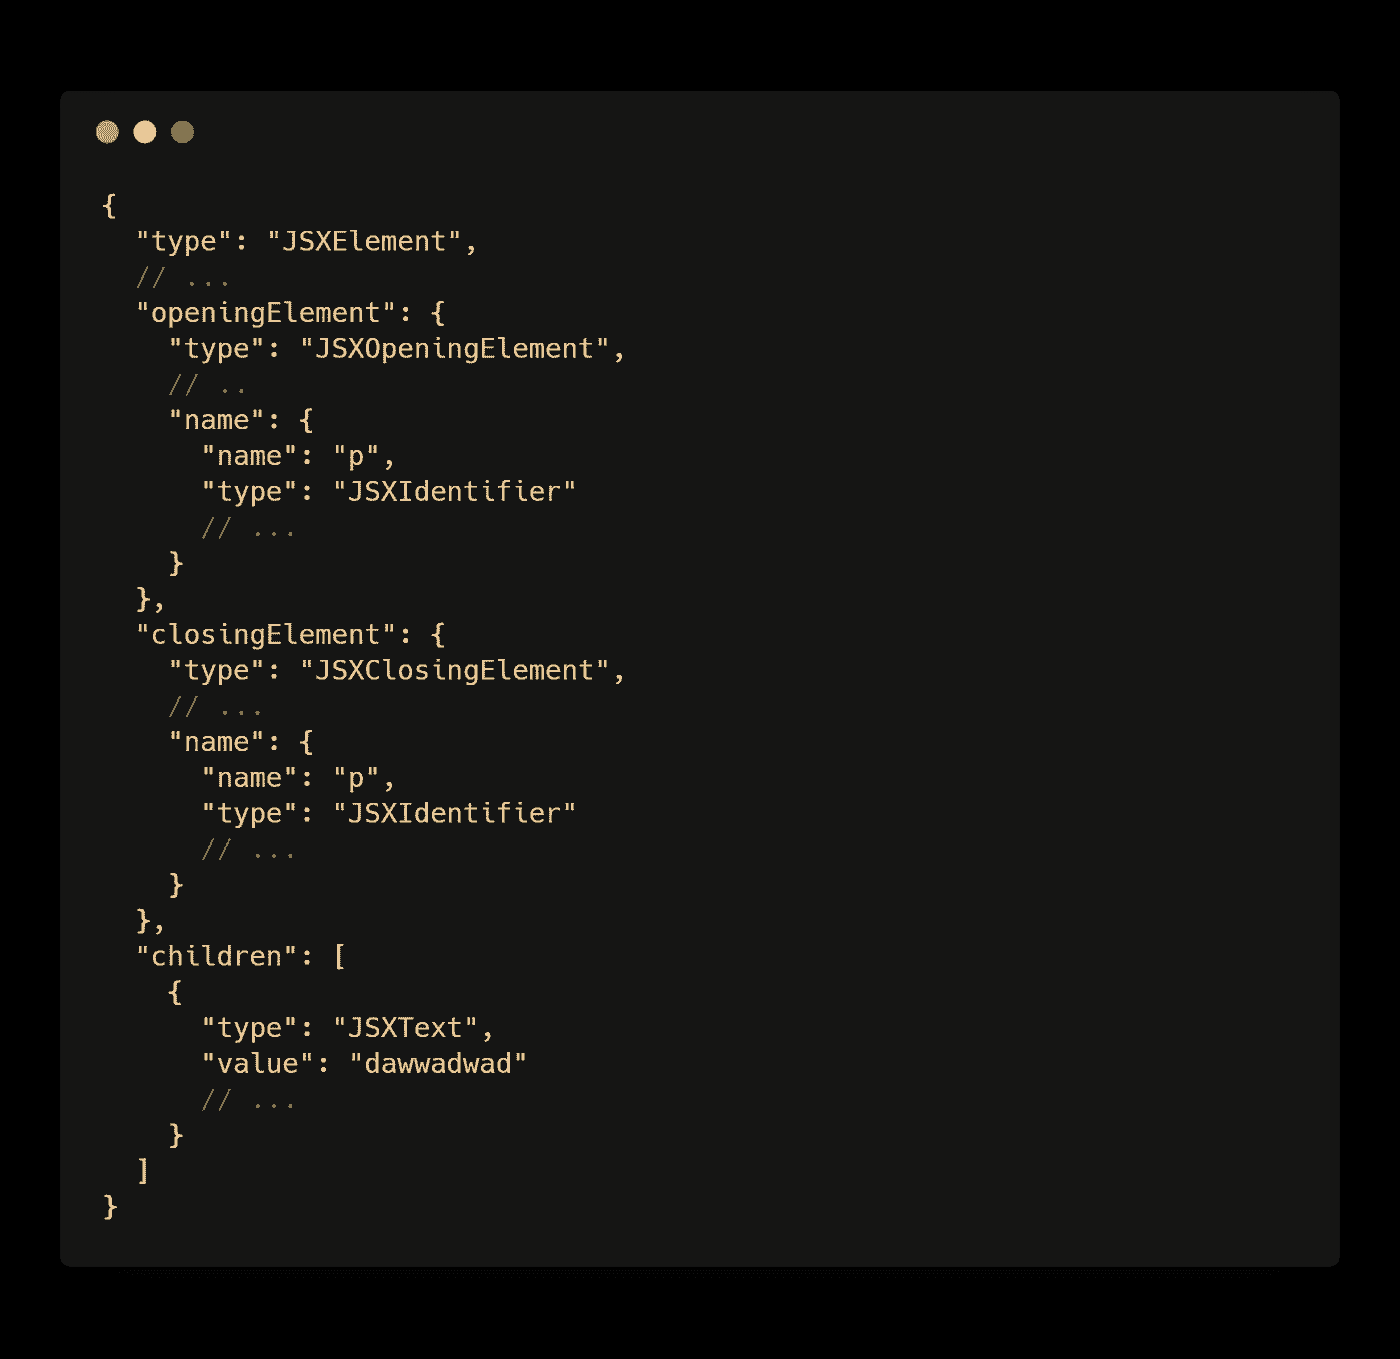 {
  "type": "JSXElement",
  // ...
  "openingElement": {
    "type": "JSXOpeningElement",
    // ..
    "name": {
      "name": "p",
      "type": "JSXIdentifier"
      // ...
    }
  },
  "closingElement": {
    "type": "JSXClosingElement",
    // ...
    "name": {
      "name": "p",
      "type": "JSXIdentifier"
      // ...
    }
  },
  "children": [
    {
      "type": "JSXText",
      "value": "dawwadwad"
      // ...
    }
  ]
}